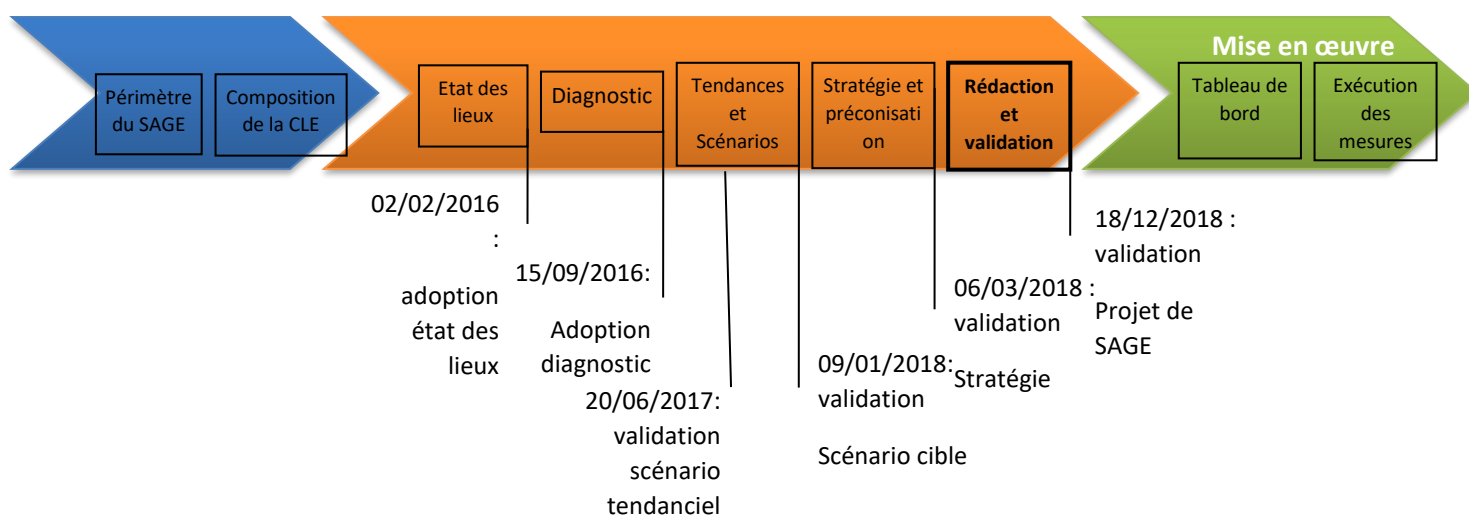 Périmètre
du SAGE
Composition
de la CLE
Etat des
lieux
Diagnostic
Tendances
et
Scénarios
Stratégie et
préconisati
on
Rédaction
et
validation
Mise en œuvre
Tableau de
bord
Exécution
des
mesures
02/02/2016
:
adoption
état des
lieux
15/09/2016:
Adoption
diagnostic
20/06/2017:
validation
scénario
tendanciel
09/01/2018:
validation
Scénario cible
06/03/2018 :
validation
Stratégie
18/12/2018 :
validation
Projet de
SAGE